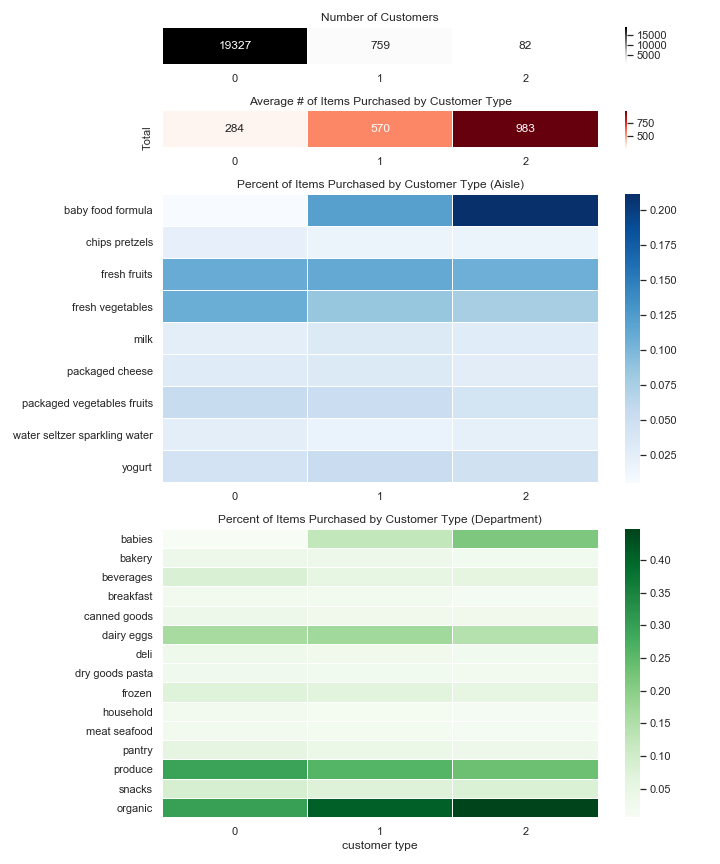 Number of Customers
19327 759 82
15000
10000
5000
0 1 2
Average # of Items Purchased by Customer Type
Total
284 570 983
750
500
0 1 2
Percent of Items Purchased by Customer Type (Aisle)
baby food formula
chips pretzels
fresh fruits
fresh vegetables
milk
packaged cheese
packaged vegetables fruits
water seltzer sparkling water
yogurt
0.200
0.175
0.150
0.125
0.100
0.075
0.050
0.025
0 1 2
Percent of Items Purchased by Customer Type (Department)
babies
bakery
beverages
breakfast
canned goods
dairy eggs
deli
dry goods pasta
frozen
household
meat seafood
pantry
produce
snacks
organic
0.40
0.35
0.30
0.25
0.20
0.15
0.10
0.05
0 1 2
customer type